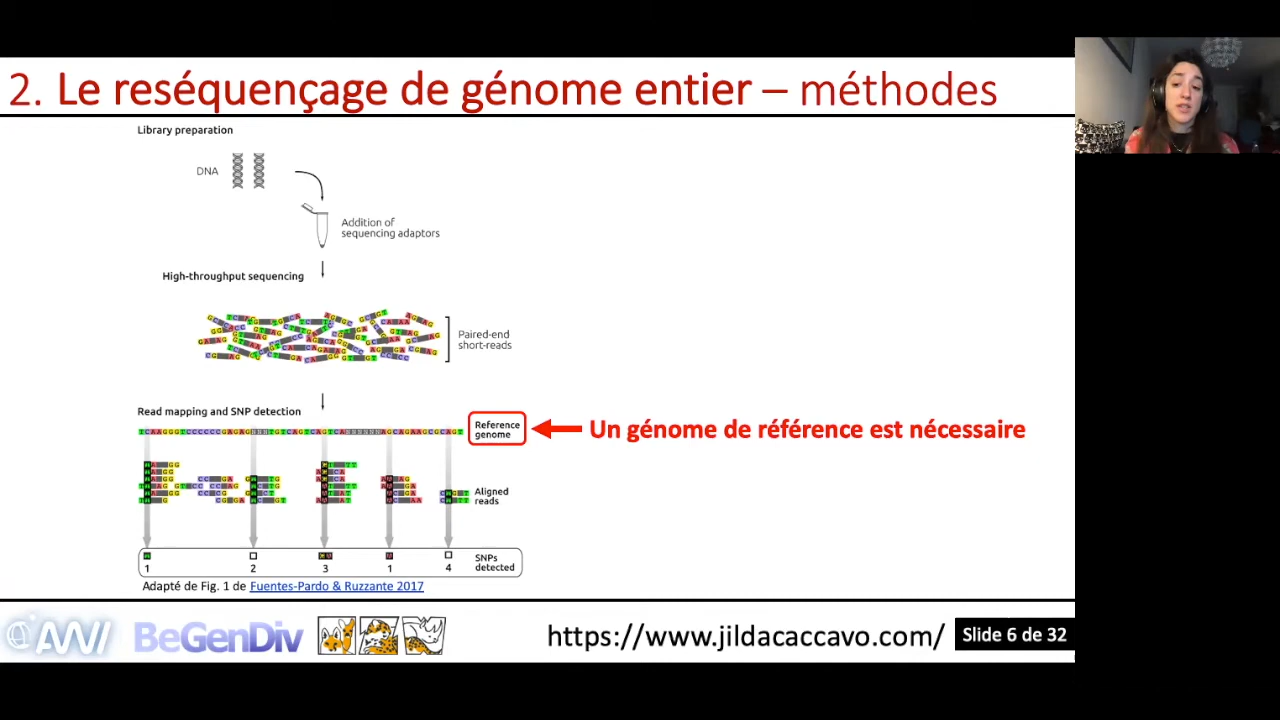 2. Le reséquençage de génome entier – méthodes
Library preparation
DNA
Addition of
sequencing adaptors
High-throughput sequencing
Paired-end
short-reads
Read mapping and SNP detection
Reference
genome
Un génome de référence est nécessaire
Aligned
reads
SNPs
detected
1 2 3 1 4
Adapté de Fig. 1 de Fuentes-Pardo & Ruzzante 2017
AWI
BeGenDiv
https://www.jildacaccavo.com/
Slide 6 de 32